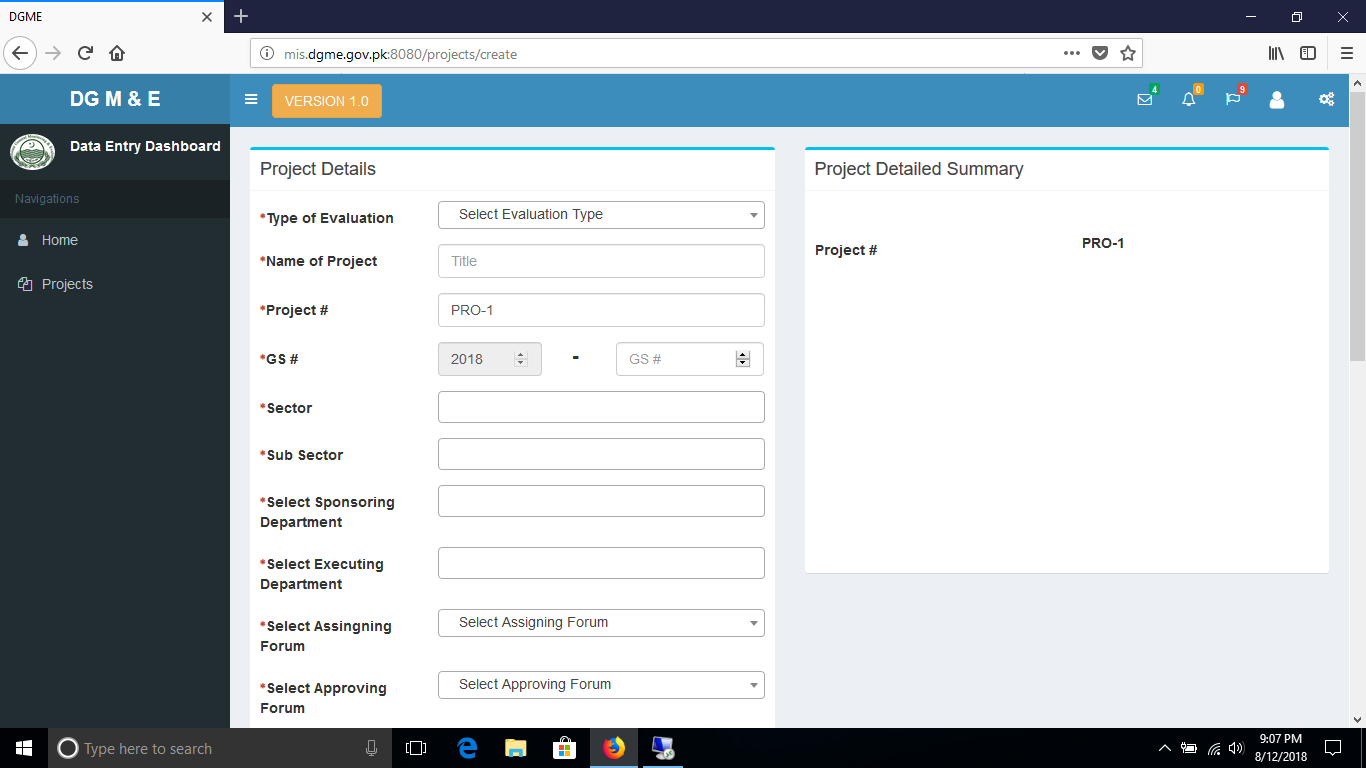 DGME
mis.dgme.gov.pk:8080/projects/create
DG M & E
VERSION 1.0
4
0
9
Data Entry Dashboard
Navigations
Home
Projects
Project Details
*Type of Evaluation
Select Evaluation Type
*Name of Project
Title
*Project #
PRO-1
*GS #
2018
-
GS #
*Sector
*Sub Sector
*Select Sponsoring
Department
*Select Executing
Department
*Select Assingning
Forum
Select Assigning Forum
*Select Approving
Forum
Select Approving Forum
Project Detailed Summary
Project #
PRO-1
Type here to search
9:07 PM
8/12/2018